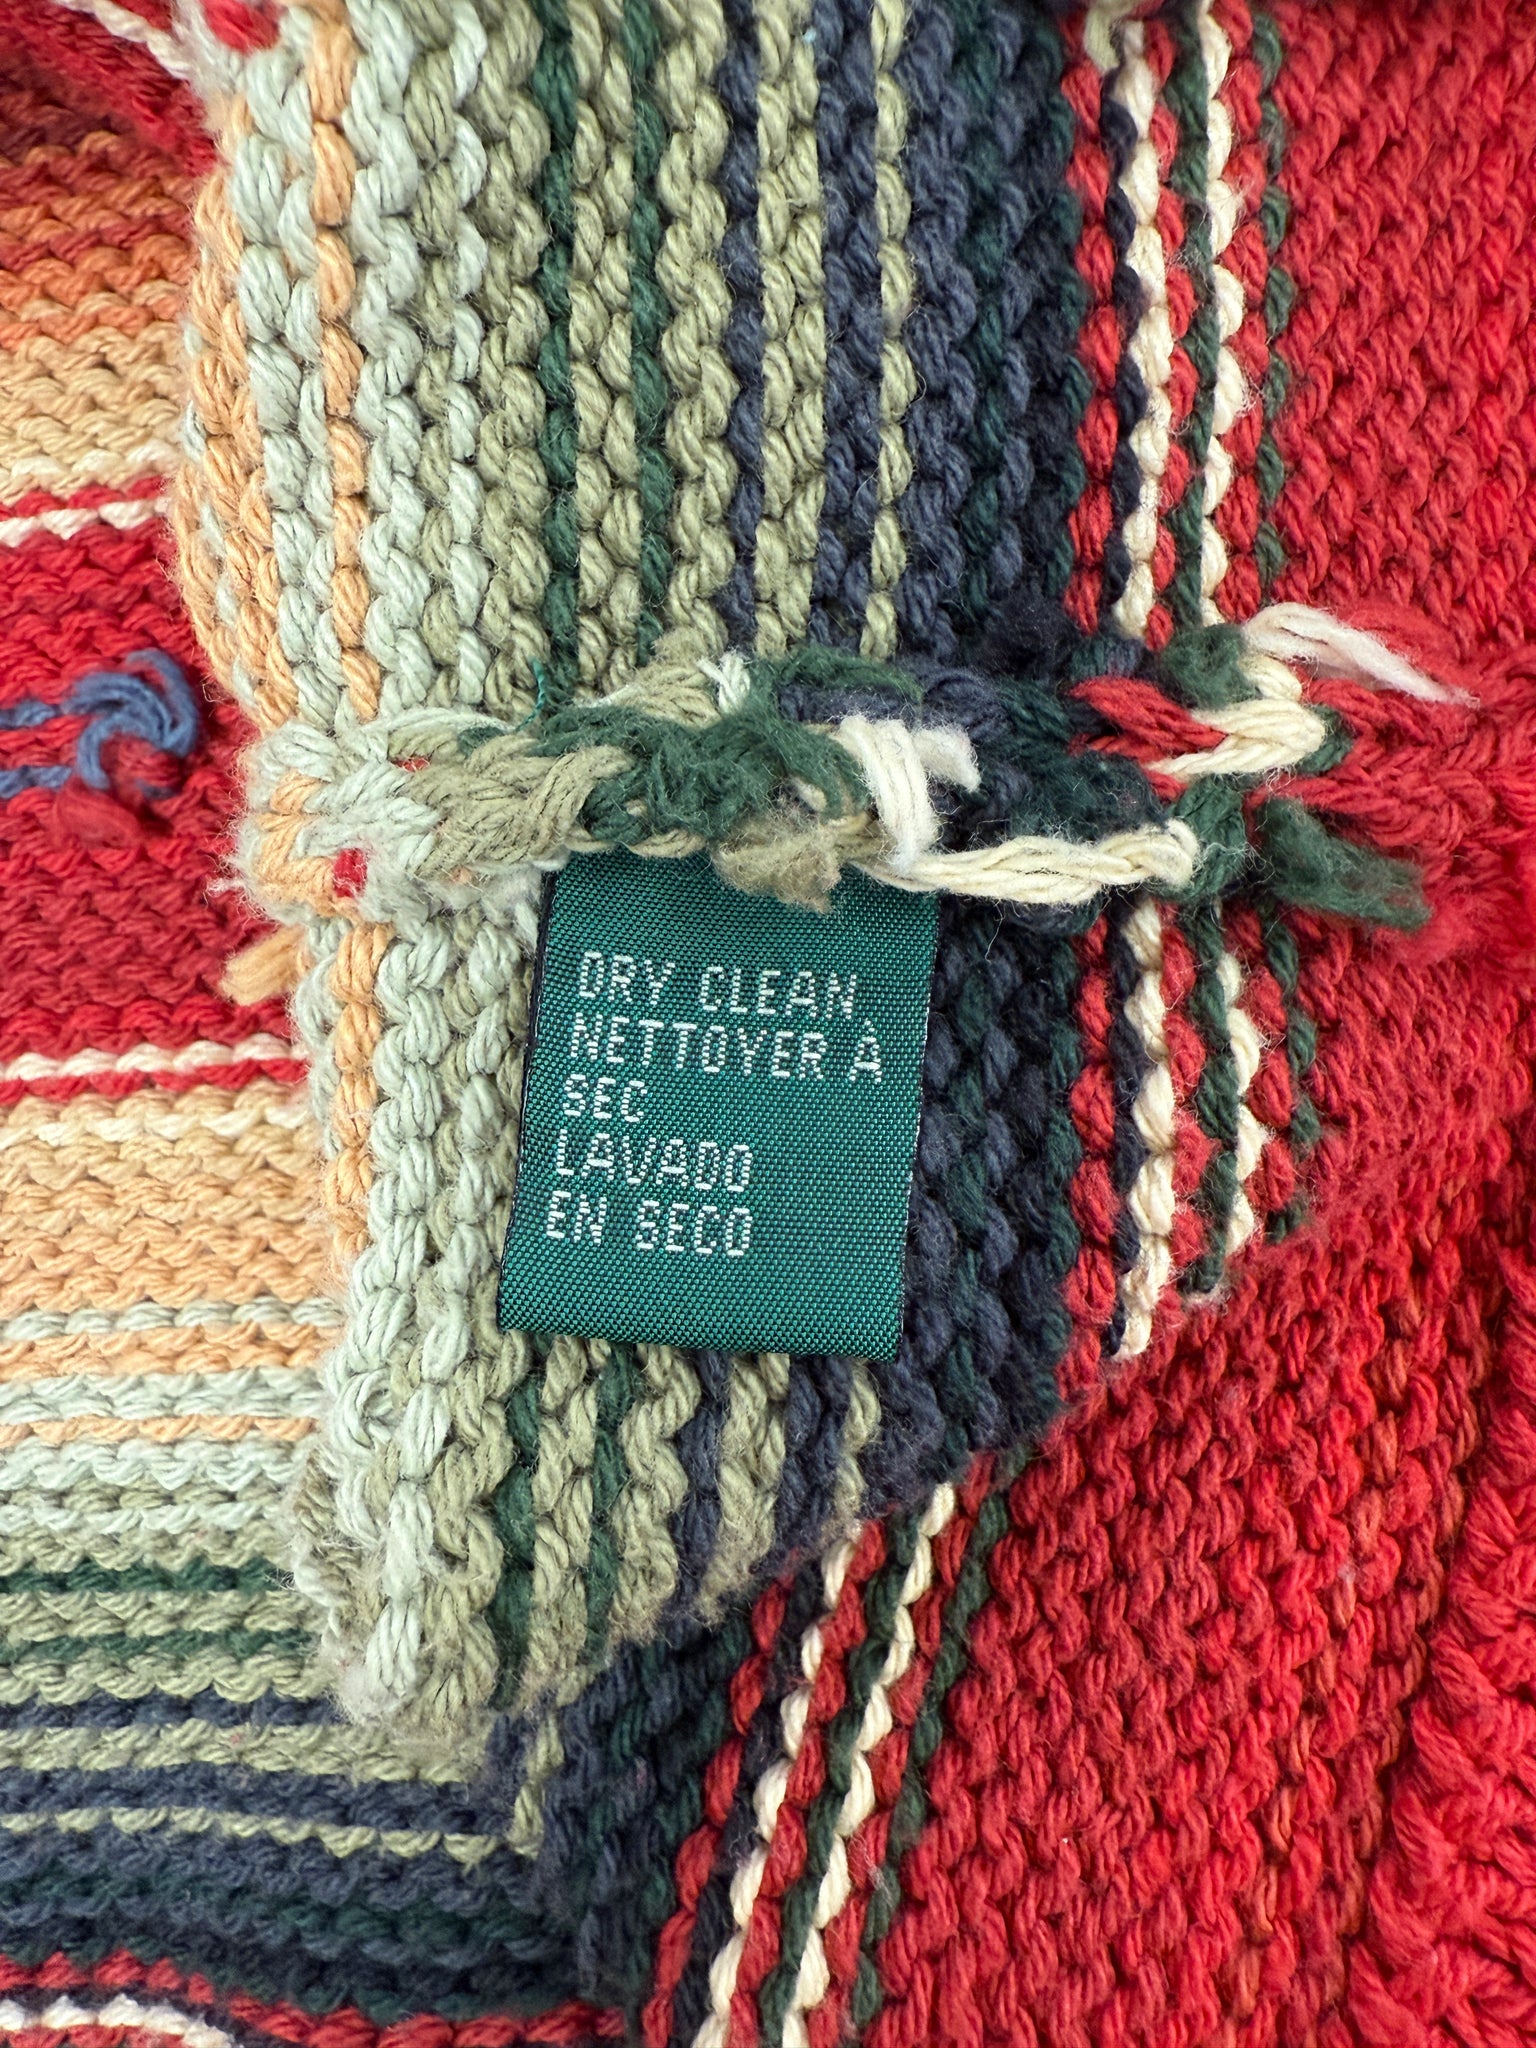 DRY CLEAN
NETTOYER À
SEC
LAVADO
EN SECO